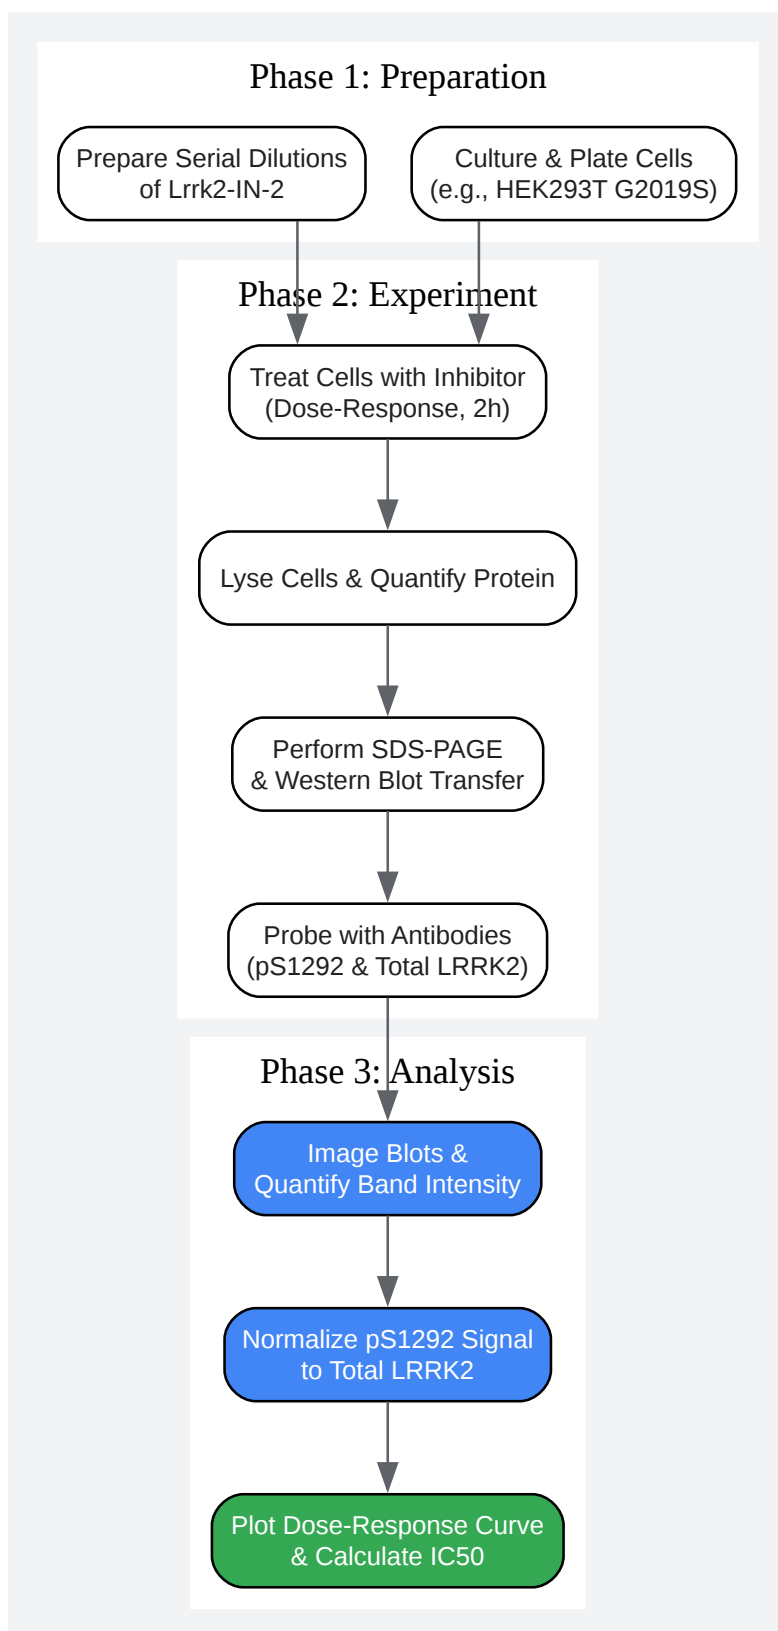 Phase 1: Preparation
Prepare Serial Dilutions
of Lrrk2-IN-2
Culture & Plate Cells
(e.g., HEK293T G2019S)
Phase 2: Experiment
Treat Cells with Inhibitor
(Dose-Response, 2h)
Lyse Cells & Quantify Protein
Perform SDS-PAGE
& Western Blot Transfer
Probe with Antibodies
(pS1292 & Total LRRK2)
Phase 3: Analysis
Image Blots &
Quantify Band Intensity
Normalize pS1292 Signal
to Total LRRK2
Plot Dose-Response Curve
& Calculate IC50